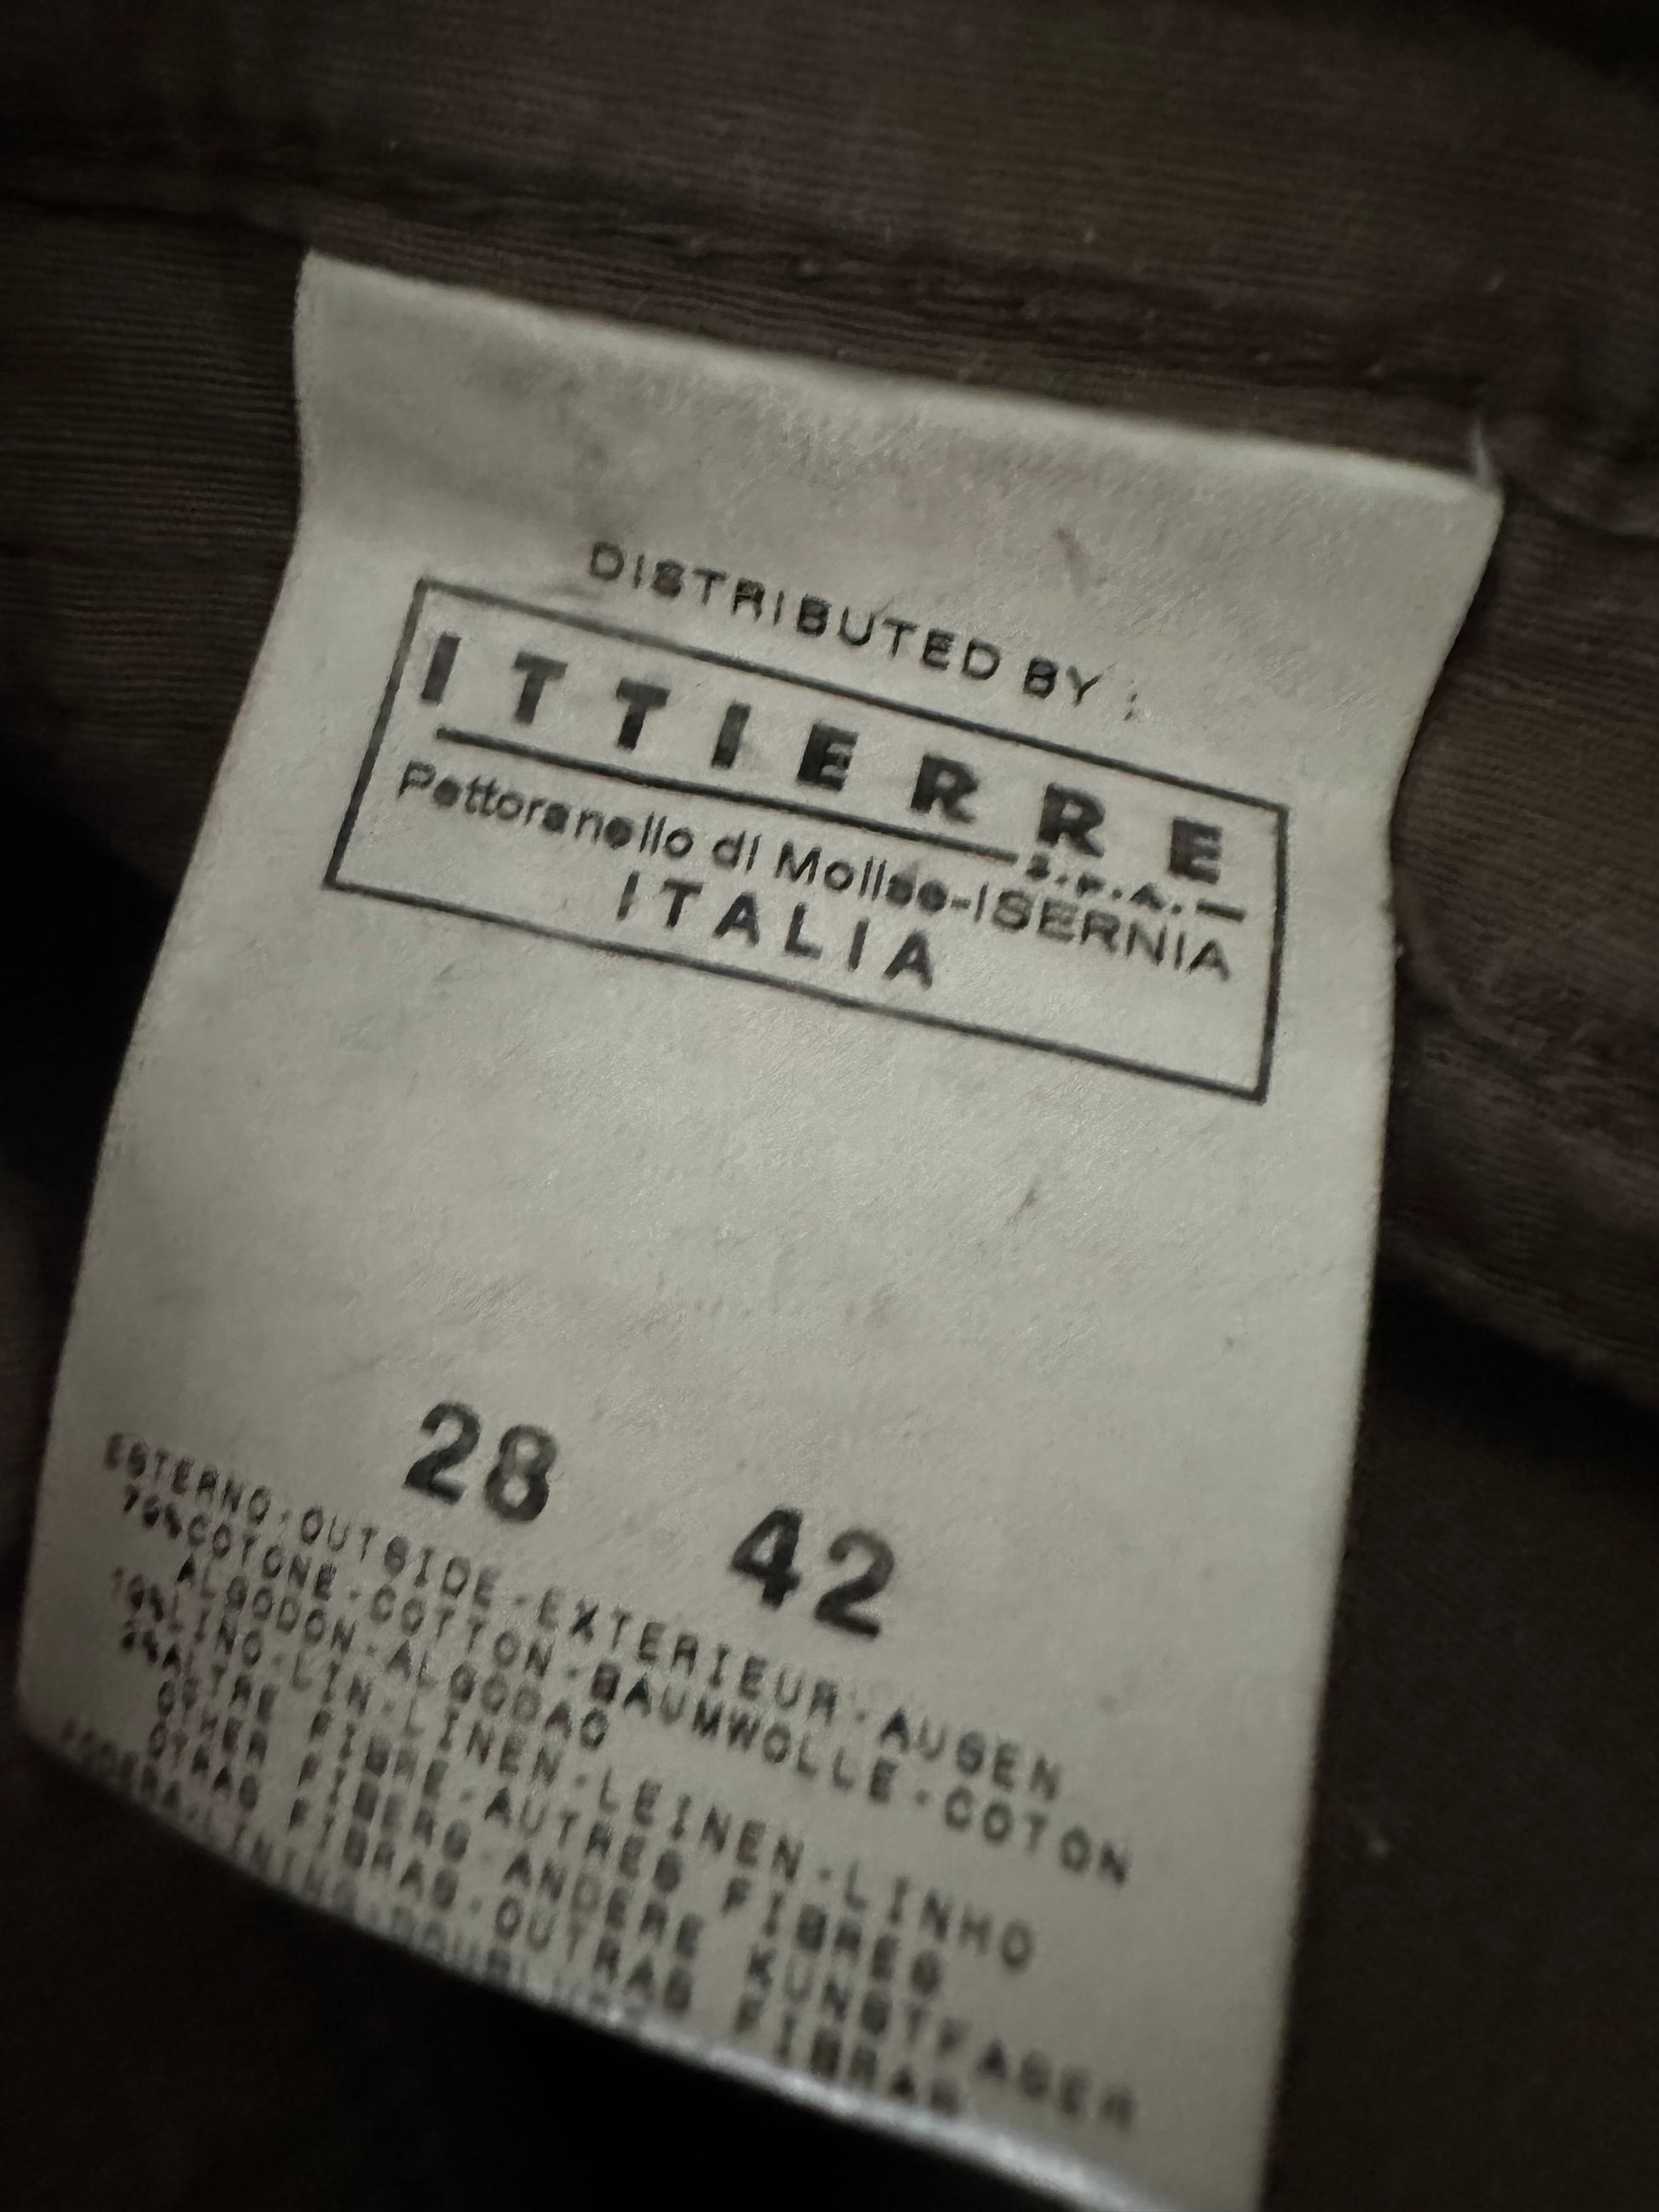 DISTRIBUTED BY :
ITTIERRE
S.P.A.
Pettoranello di Molise-ISERNIA
ITALIA
28 42
ESTERNO-OUTSIDE-EXTERIEUR-AUSEN
COTONE-COTTON-BAUMWOLLE-COTON
ALGODON-ALGODAO
LINO-LIN-LINEN-LEINEN-LINHO
ALTRE FIBRE-AUTRES FIBRES
OTHER FIBERS-ANDERE KUNSTFASER
OTRAS FIBRAS-OUTRAS FIBRAS